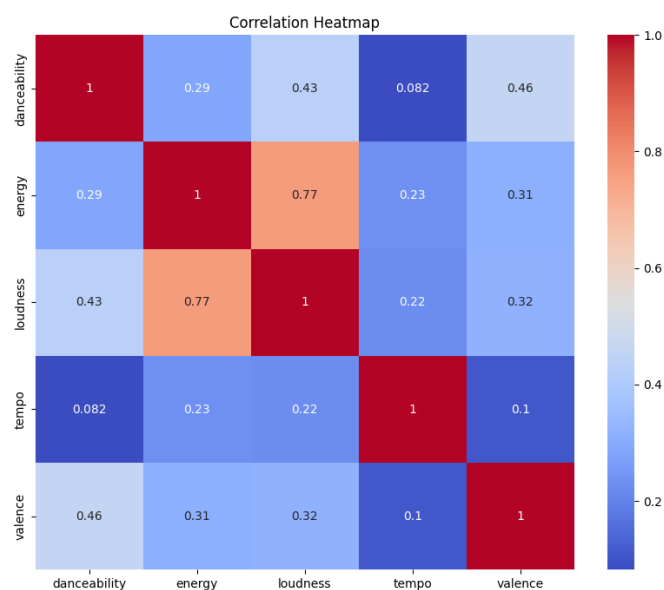 Correlation Heatmap
danceability 1 0.29 0.43 0.082 0.46
energy 0.29 1 0.77 0.23 0.31
loudness 0.43 0.77 1 0.22 0.32
tempo 0.082 0.23 0.22 1 0.1
valence 0.46 0.31 0.32 0.1 1
danceability energy loudness tempo valence
1.0
0.8
0.6
0.4
0.2